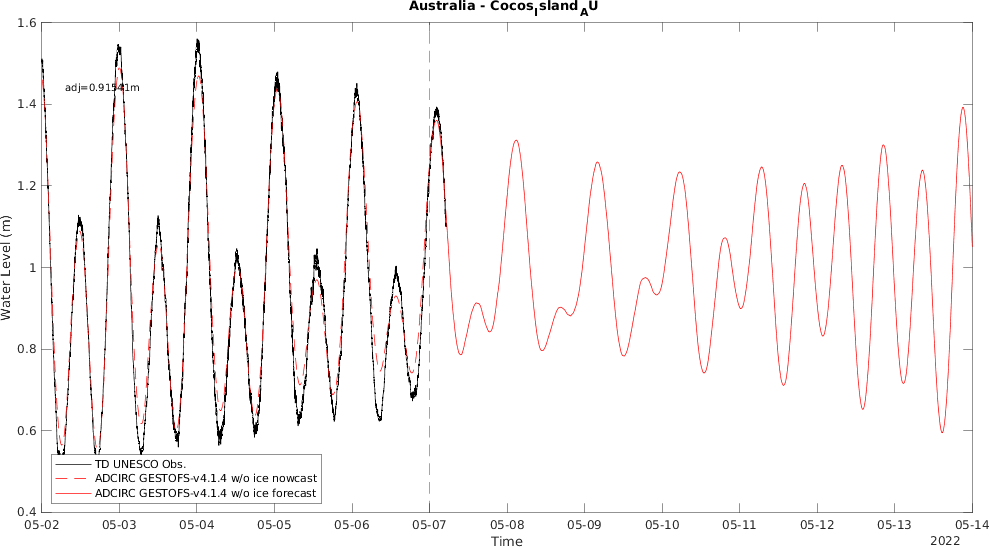 Australia - CocosIslandAU
1.6
1.4
1.2
1
0.8
0.6
0.4
Water Level (m)
adj=0.91541m
TD UNESCO Obs.
ADCIRC GESTOFS-v4.1.4 w/o ice nowcast
ADCIRC GESTOFS-v4.1.4 w/o ice forecast
05-02 05-03 05-04 05-05 05-06 05-07 05-08 05-09 05-10 05-11 05-12 05-13 05-14
Time
2022